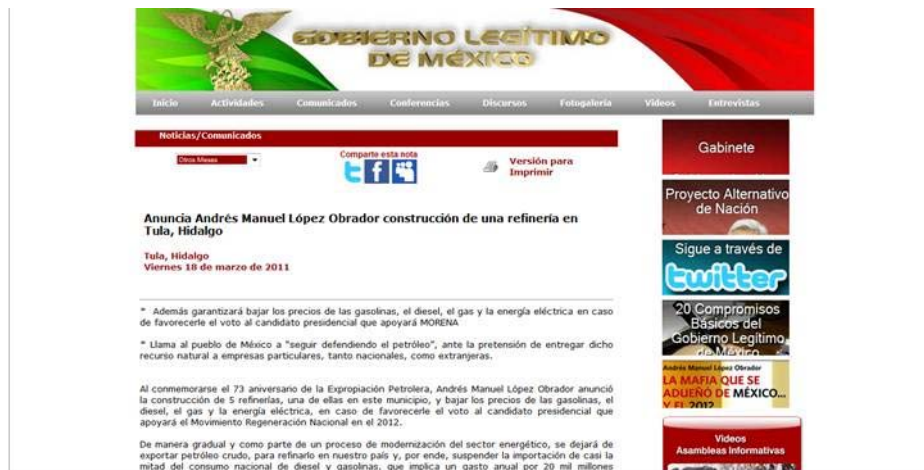 GOBIERNO LEGÍTIMO
DE MÉXICO
Inicio Actividades Comunicados Conferencias Discursos Fotogalería Videos Entrevistas
Noticias/Comunicados
Otros Meses
Comparte esta nota
Versión para
Imprimir
Anuncia Andrés Manuel López Obrador construcción de una refinería en
Tula, Hidalgo
Tula, Hidalgo
Viernes 18 de marzo de 2011
* Además garantizará bajar los precios de las gasolinas, el diesel, el gas y la energía eléctrica en caso
de favorecerle el voto al candidato presidencial que apoyará MORENA
* Llama al pueblo de México a "seguir defendiendo el petróleo", ante la pretensión de entregar dicho
recurso natural a empresas particulares, tanto nacionales, como extranjeras.
Al conmemorarse el 73 aniversario de la Expropiación Petrolera, Andrés Manuel López Obrador anunció
la construcción de 5 refinerías, una de ellas en este municipio, y bajar los precios de las gasolinas, el
diesel, el gas y la energía eléctrica, en caso de favorecerle el voto al candidato presidencial que
apoyará el Movimiento Regeneración Nacional en el 2012.
De manera gradual y como parte de un proceso de modernización del sector energético, se dejará de
exportar petróleo crudo, para refinarlo en nuestro país y, por ende, suspender la importación de casi la
mitad del consumo nacional de diesel y gasolinas, que implica un gasto anual por 20 mil millones
Gabinete
Proyecto Alternativo
de Nación
Sigue a través de
twitter
20 Compromisos
Básicos del
Gobierno Legítimo
de México
Andrés Manuel López Obrador
LA MAFIA QUE SE
ADUEÑÓ DE MÉXICO...
Y EL 2012
Videos
Asambleas Informativas